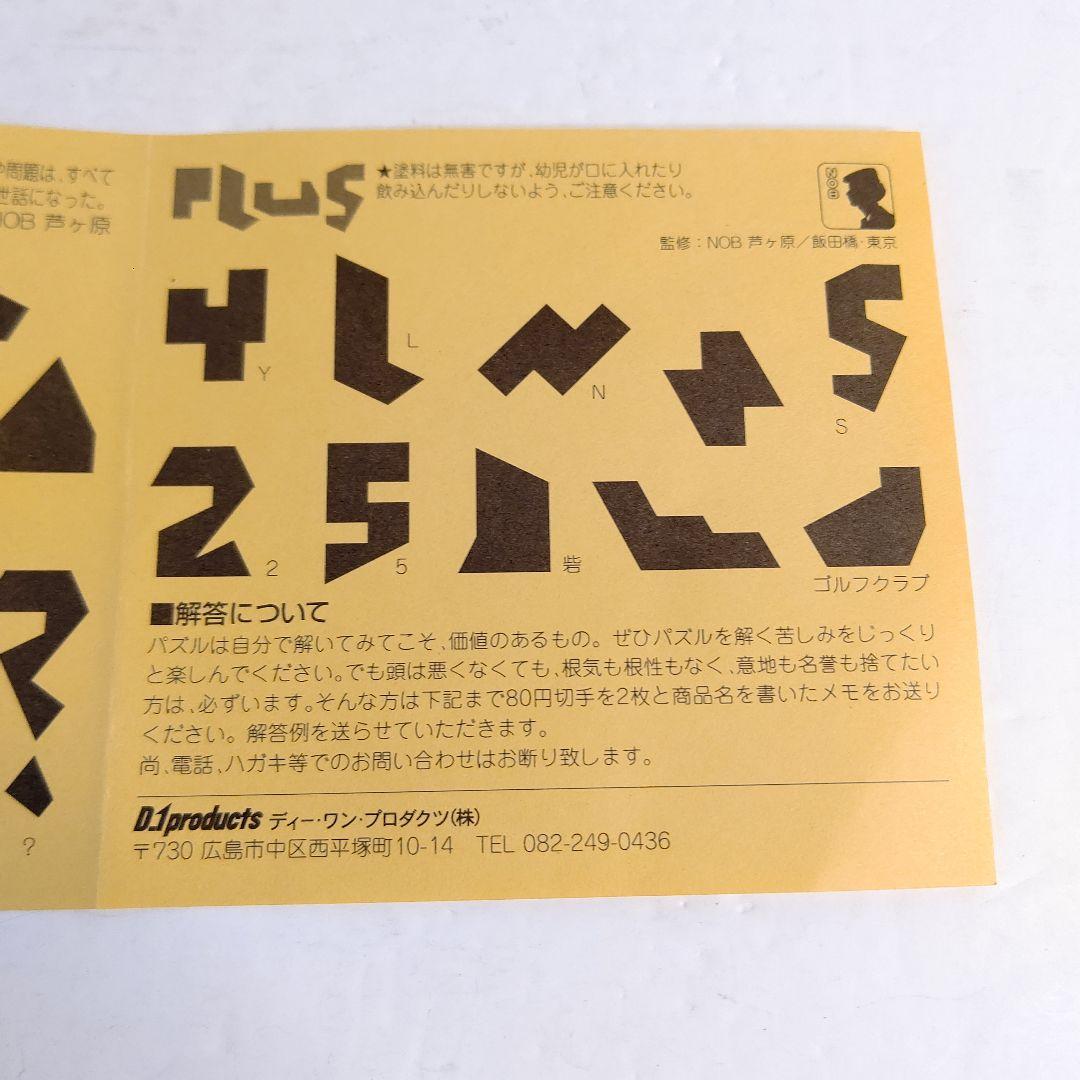 問題は、すべて
世話になった。
NOB 芦ヶ原
?
PLUS
★塗料は無害ですが、幼児が口に入れたり
飲み込んだりしないよう、ご注意ください。
NOB
監修：NOB 芦ヶ原／飯田橋・東京
Y
L
N
S
2
5
砦
ゴルフクラブ
■解答について
パズルは自分で解いてみてこそ、価値のあるもの。ぜひパズルを解く苦しみをじっくり
と楽しんでください。でも頭は悪くなくても、根気も根性もなく、意地も名誉も捨てたい
方は、必ずいます。そんな方は下記まで80円切手を2枚と商品名を書いたメモをお送り
ください。解答例を送らせていただきます。
尚、電話、ハガキ等でのお問い合わせはお断り致します。
D.1products ディー・ワン・プロダクツ(株)
〒730 広島市中区西平塚町10-14 TEL 082-249-0436